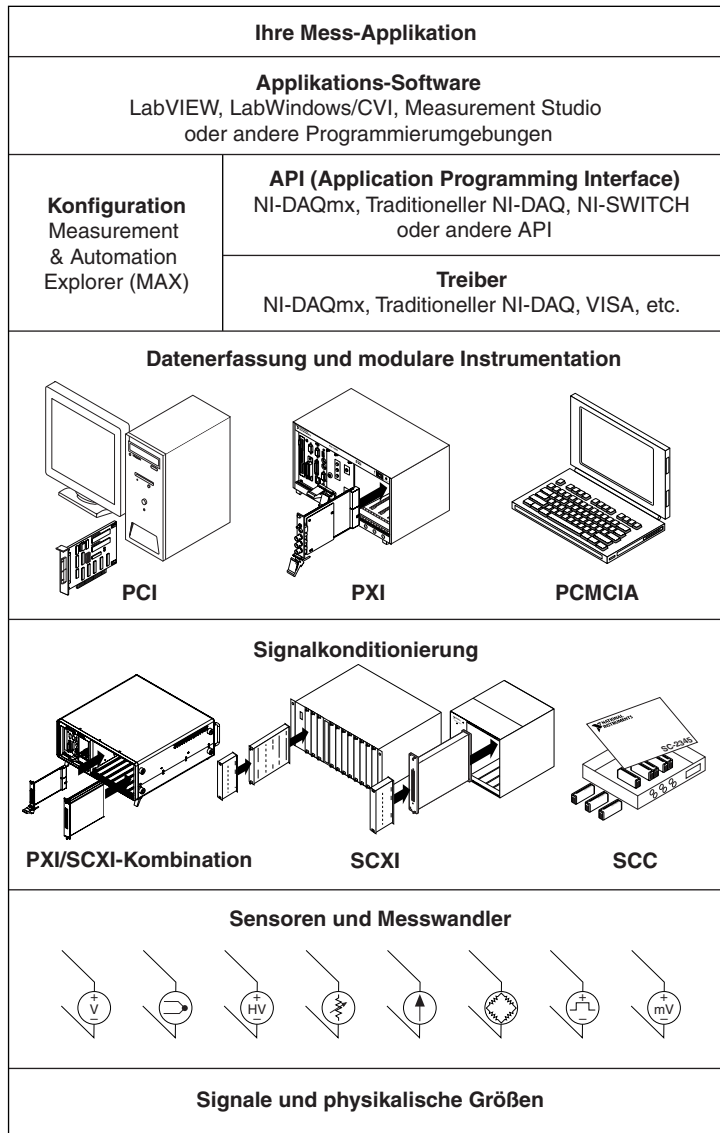 Ihre Mess-Applikation
Applikations-Software
LabVIEW, LabWindows/CVI, Measurement Studio
oder andere Programmierumgebungen
Konfiguration
Measurement
& Automation
Explorer (MAX)
API (Application Programming Interface)
NI-DAQmx, Traditioneller NI-DAQ, NI-SWITCH
oder andere API
Treiber
NI-DAQmx, Traditioneller NI-DAQ, VISA, etc.
Datenerfassung und modulare Instrumentation
PCI
PXI
PCMCIA
Signalkonditionierung
NATIONAL
INSTRUMENTS
SC-2345
PXI/SCXI-Kombination
SCXI
SCC
Sensoren und Messwandler
+
V
–
+
HV
–
+
–
+
mV
–
Signale und physikalische Größen